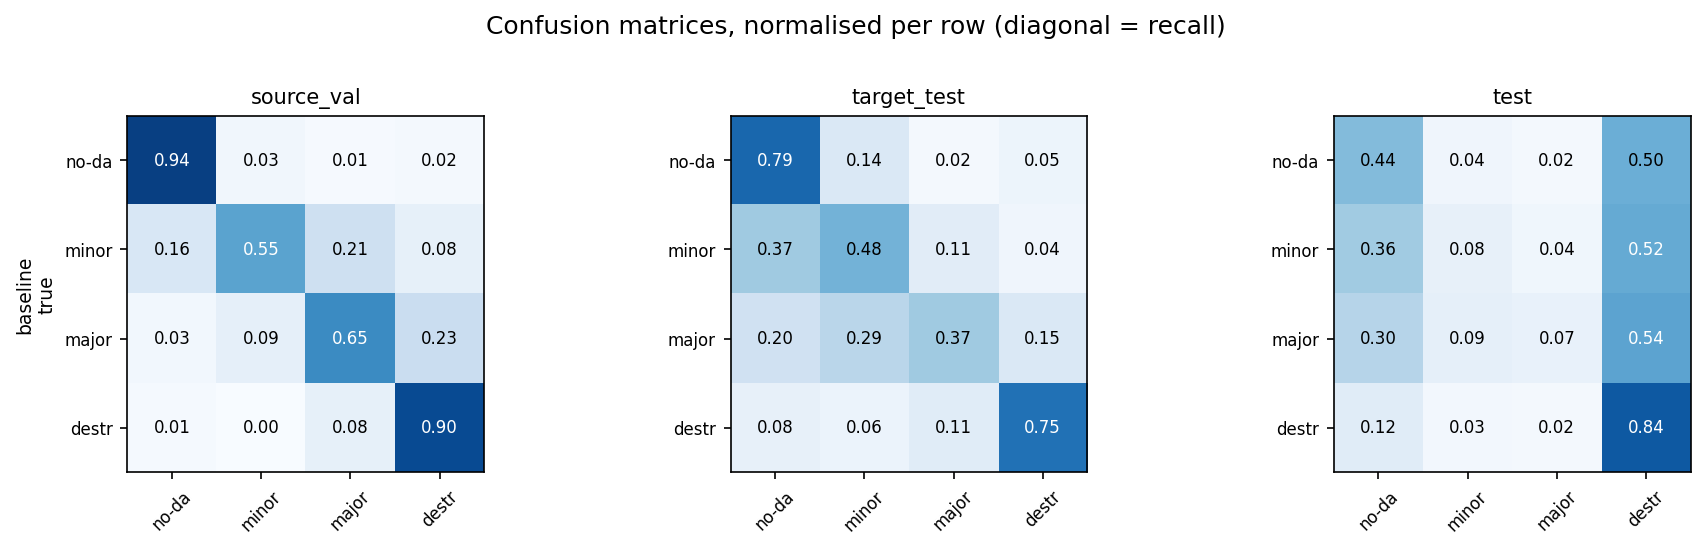 Confusion matrices, normalised per row (diagonal = recall)
source_val
target_test
test
baseline
true
no-da 0.94 0.03 0.01 0.02
minor 0.16 0.55 0.21 0.08
major 0.03 0.09 0.65 0.23
destr 0.01 0.00 0.08 0.90
no-da minor major destr
no-da 0.79 0.14 0.02 0.05
minor 0.37 0.48 0.11 0.04
major 0.20 0.29 0.37 0.15
destr 0.08 0.06 0.11 0.75
no-da minor major destr
no-da 0.44 0.04 0.02 0.50
minor 0.36 0.08 0.04 0.52
major 0.30 0.09 0.07 0.54
destr 0.12 0.03 0.02 0.84
no-da minor major destr